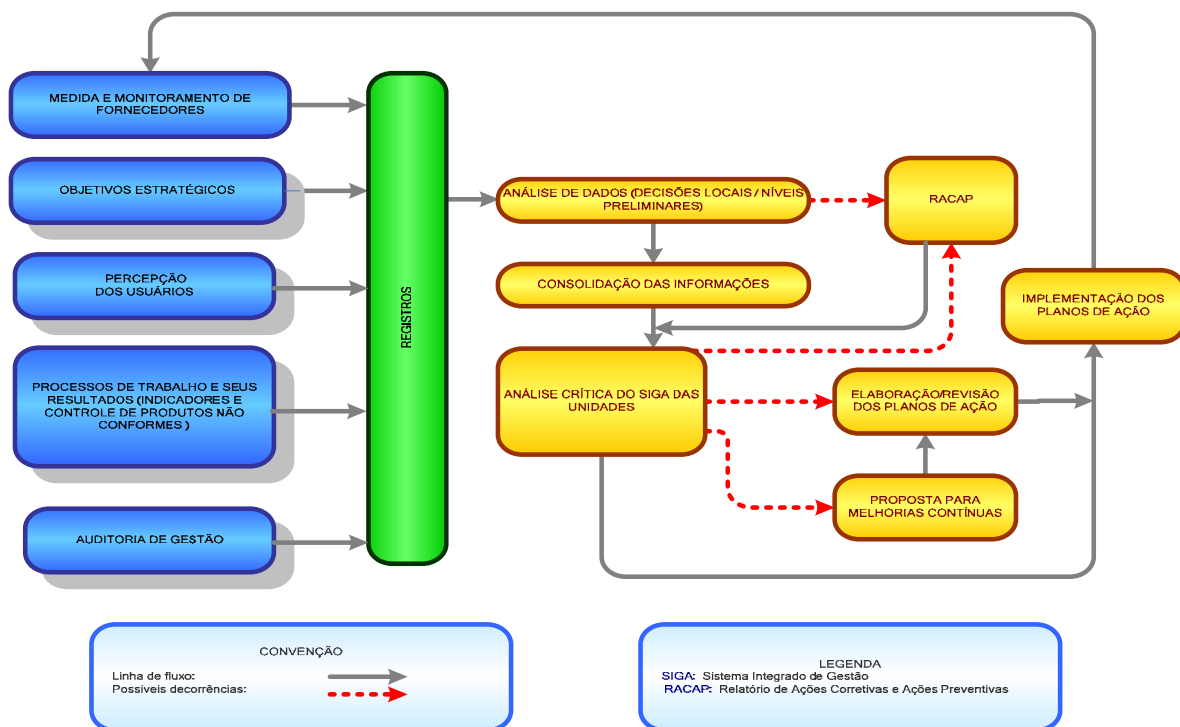 MEDIDA E MONITORAMENTO DE
FORNECEDORES
OBJETIVOS ESTRATÉGICOS
PERCEPÇÃO
DOS USUÁRIOS
PROCESSOS DE TRABALHO E SEUS
RESULTADOS (INDICADORES E
CONTROLE DE PRODUTOS NÃO
CONFORMES )
AUDITORIA DE GESTÃO
REGISTROS
ANÁLISE DE DADOS (DECISÕES LOCAIS / NÍVEIS
PRELIMINARES)
RACAP
CONSOLIDAÇÃO DAS INFORMAÇÕES
IMPLEMENTAÇÃO DOS
PLANOS DE AÇÃO
ANÁLISE CRÍTICA DO SIGA DAS
UNIDADES
ELABORAÇÃO/REVISÃO
DOS PLANOS DE AÇÃO
PROPOSTA PARA
MELHORIAS CONTÍNUAS
CONVENÇÃO
Linha de fluxo:
Possíveis decorrências:
LEGENDA
SIGA: Sistema Integrado de Gestão
RACAP: Relatório de Ações Corretivas e Ações Preventivas